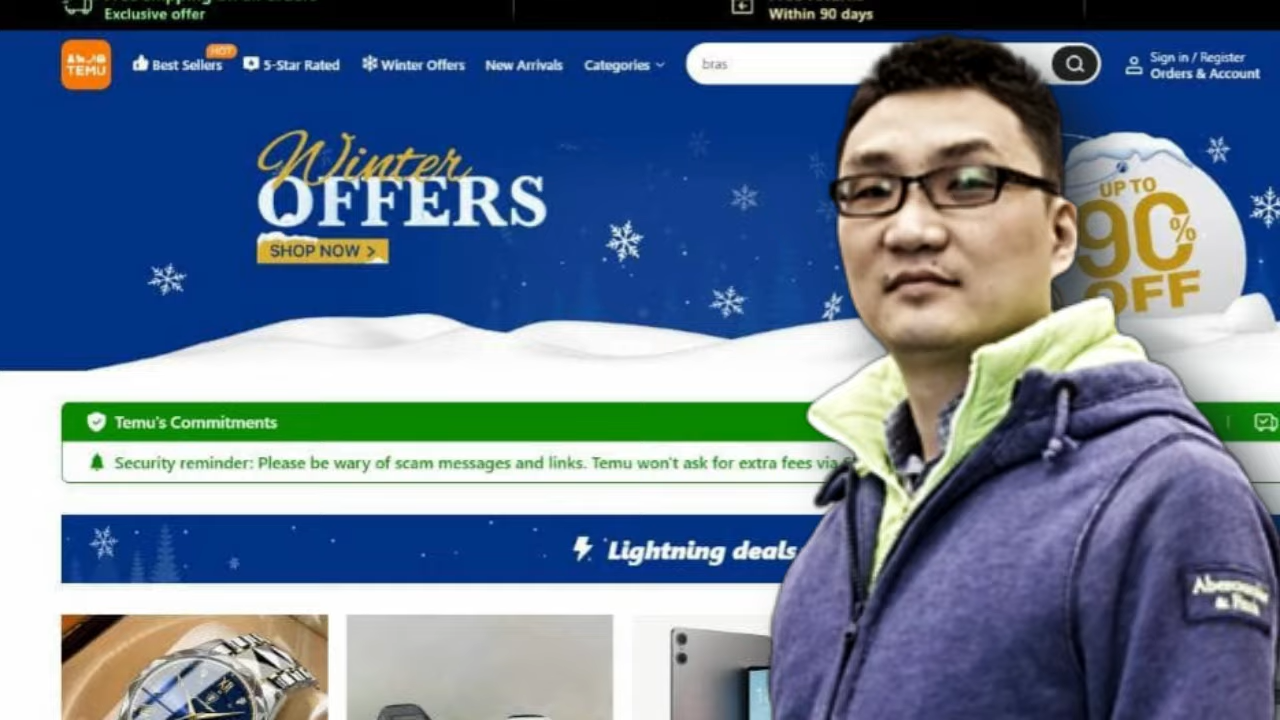 Exclusive offer
Within 90 days
TEMU
Best Sellers
HOT
5-Star Rated
Winter Offers
New Arrivals
Categories
bras
Sign in / Register
Orders & Account
Winter
OFFERS
SHOP NOW >
UP TO
90%
OFF
Temu's Commitments
Security reminder: Please be wary of scam messages and links. Temu won't ask for extra fees via
Lightning deals
Abercrombie
& Fitch